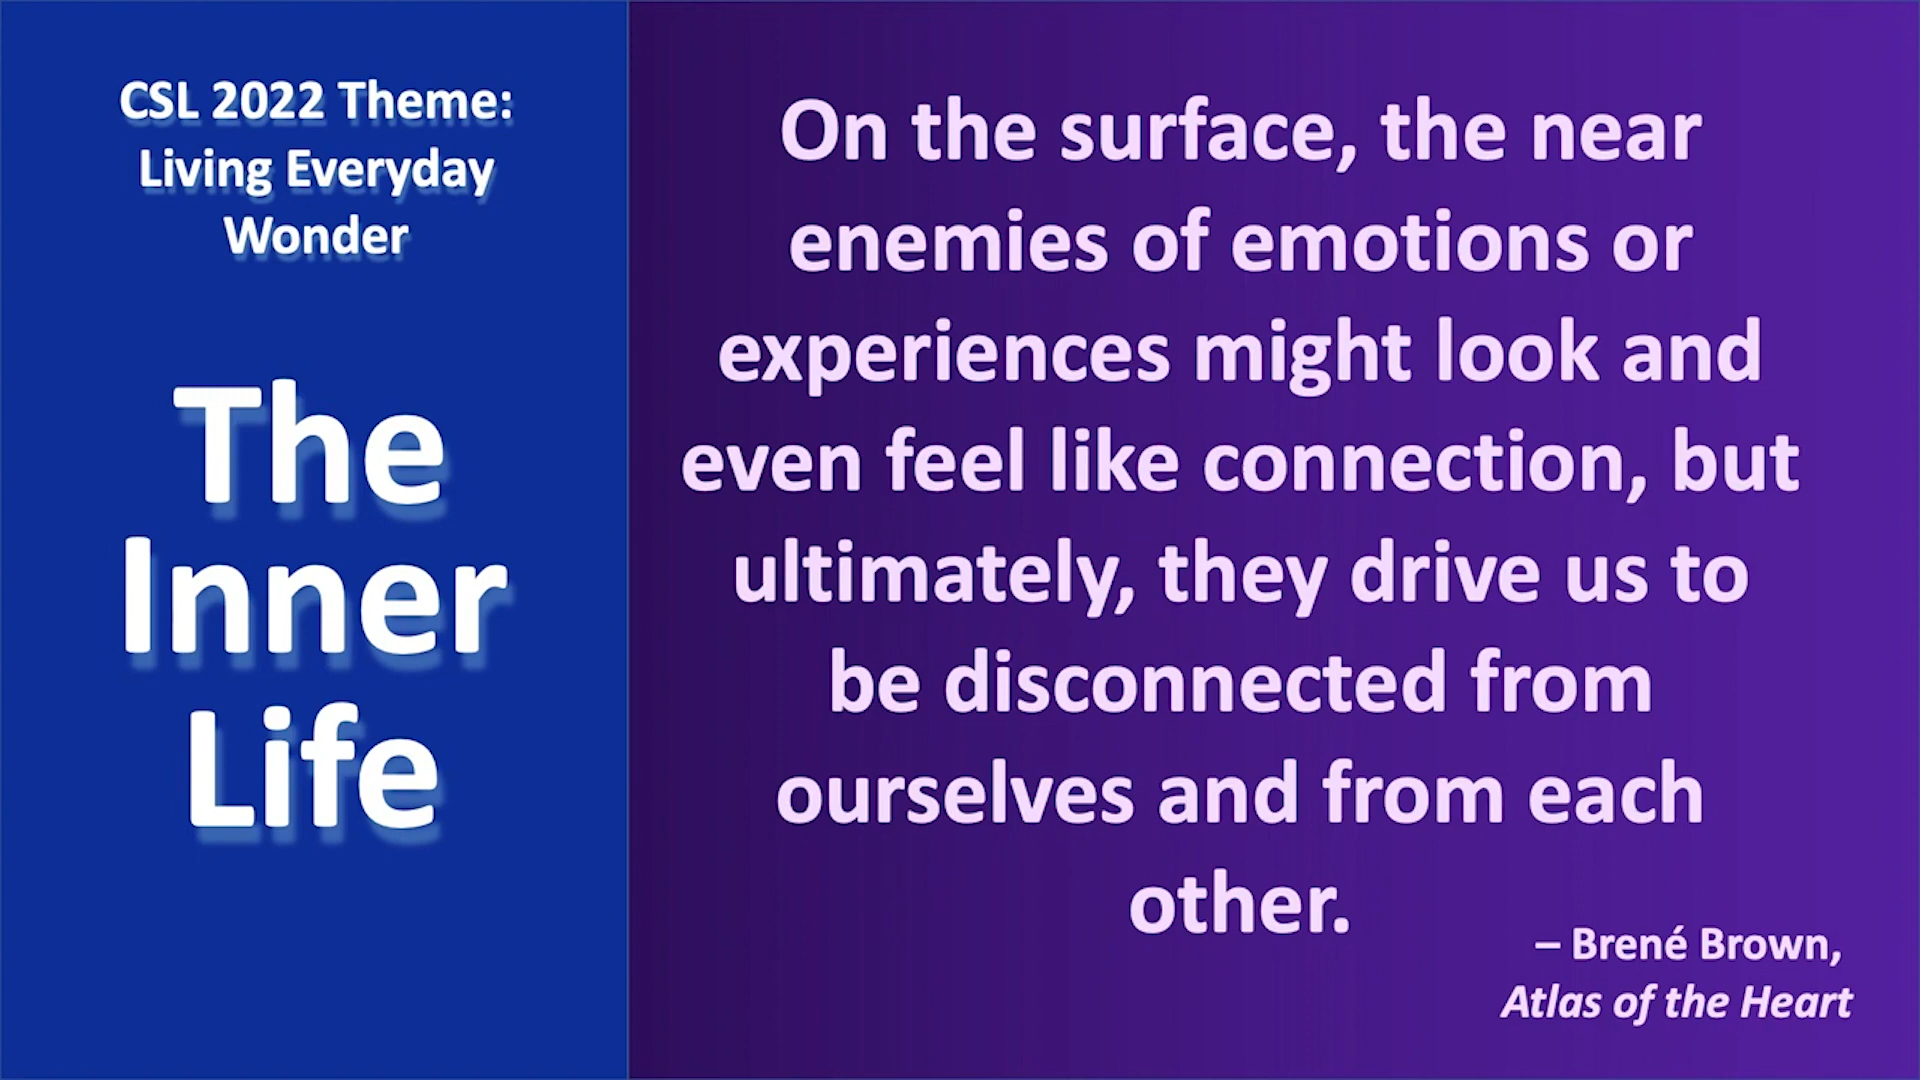 CSL 2022 Theme:
Living Everyday
Wonder
The
Inner
Life
On the surface, the near
enemies of emotions or
experiences might look and
even feel like connection, but
ultimately, they drive us to
be disconnected from
ourselves and from each
other.
– Brené Brown,
Atlas of the Heart